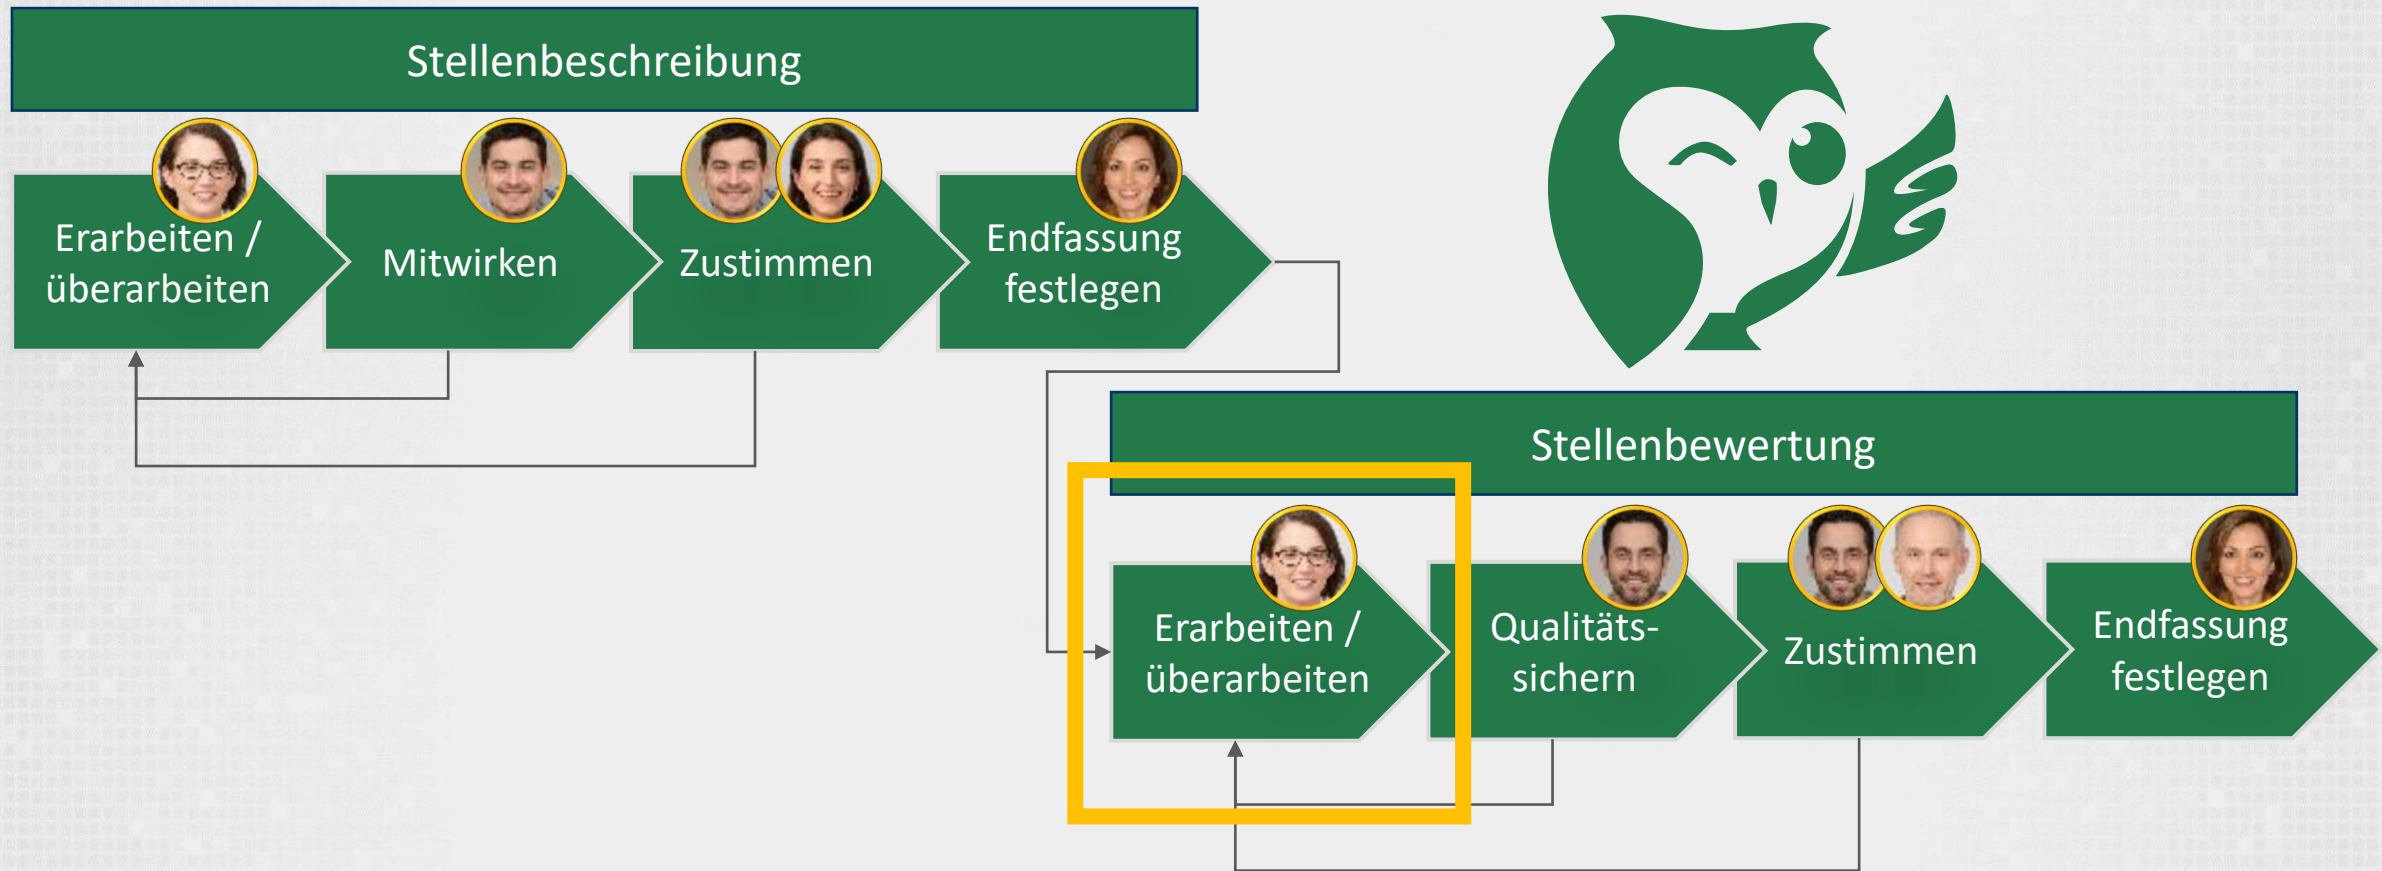 Stellenbeschreibung
Erarbeiten /
überarbeiten
Mitwirken
Zustimmen
Endfassung
festlegen
Stellenbewertung
Erarbeiten /
überarbeiten
Qualitäts-
sichern
Zustimmen
Endfassung
festlegen